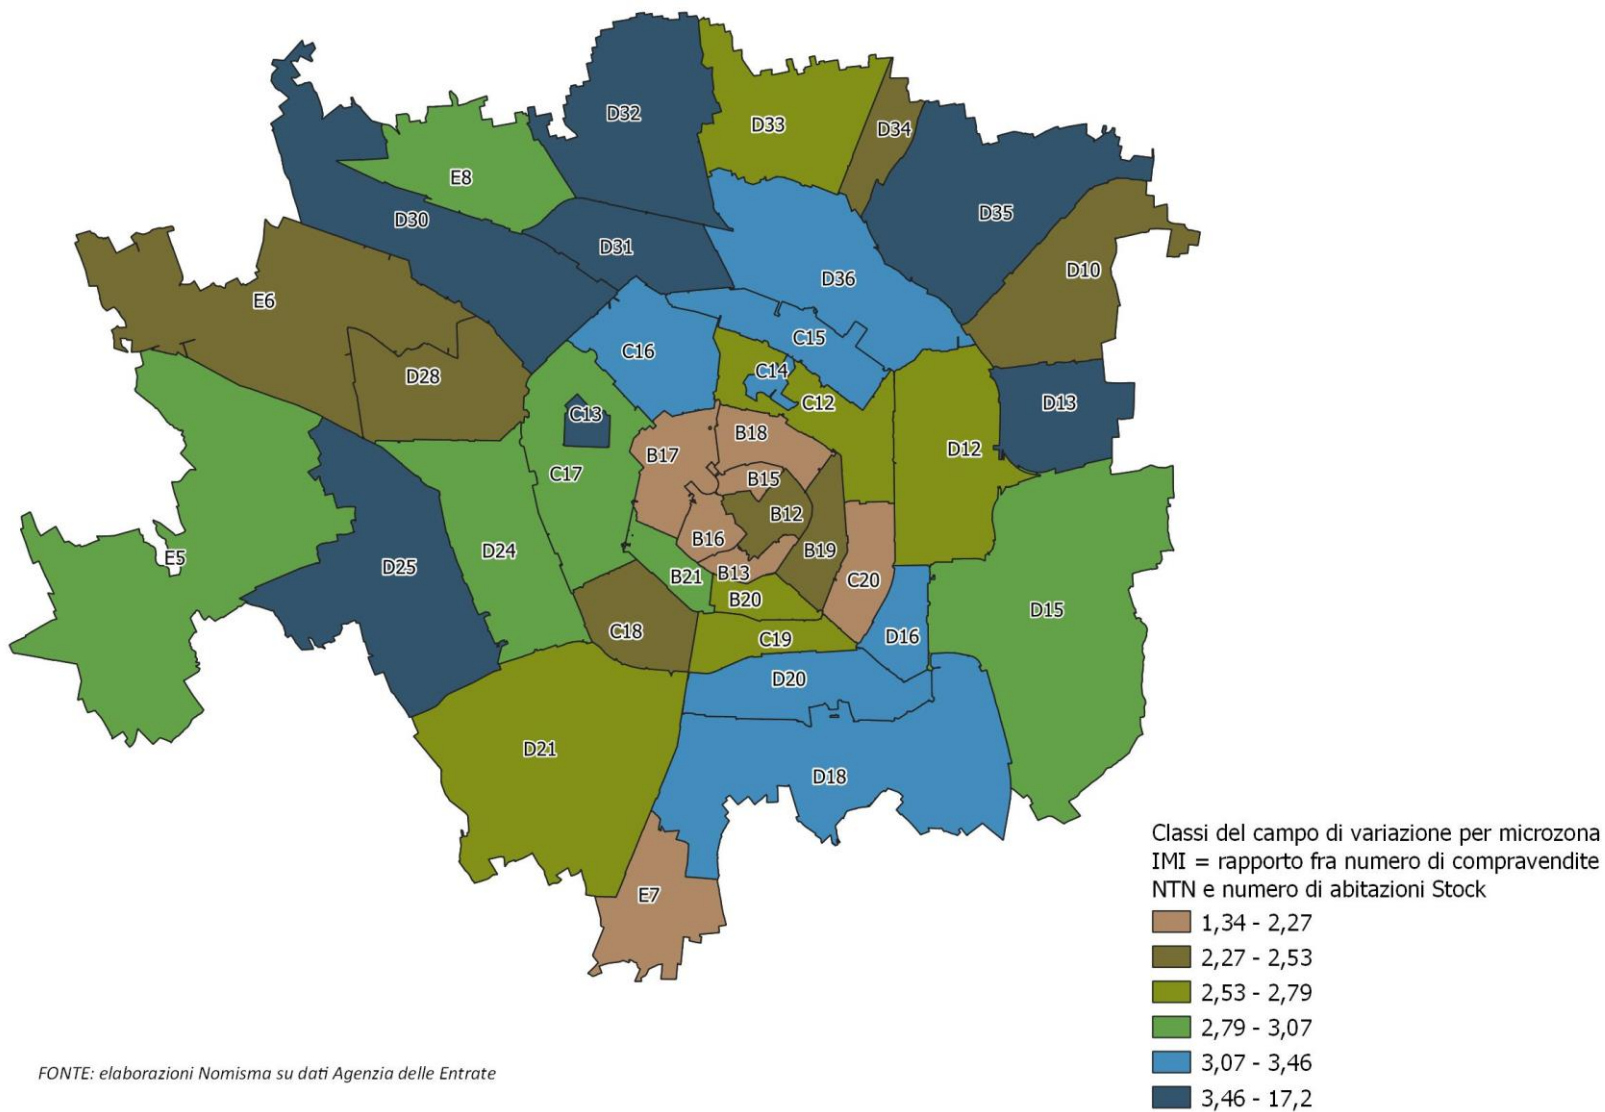 D32
D33
D34
E8
D35
D30
D31
D10
D36
E6
C15
C16
C14
D28
C12
D13
C13
B18
D12
B17
C17
B15
B12
B16
B19
D24
E5
D25
B13
B21
C20
B20
D15
C18
C19
D16
D20
D21
D18
E7
Classi del campo di variazione per microzona
IMI = rapporto fra numero di compravendite
NTN e numero di abitazioni Stock
1,34 - 2,27
2,27 - 2,53
2,53 - 2,79
2,79 - 3,07
3,07 - 3,46
3,46 - 17,2
FONTE: elaborazioni Nomisma su dati Agenzia delle Entrate